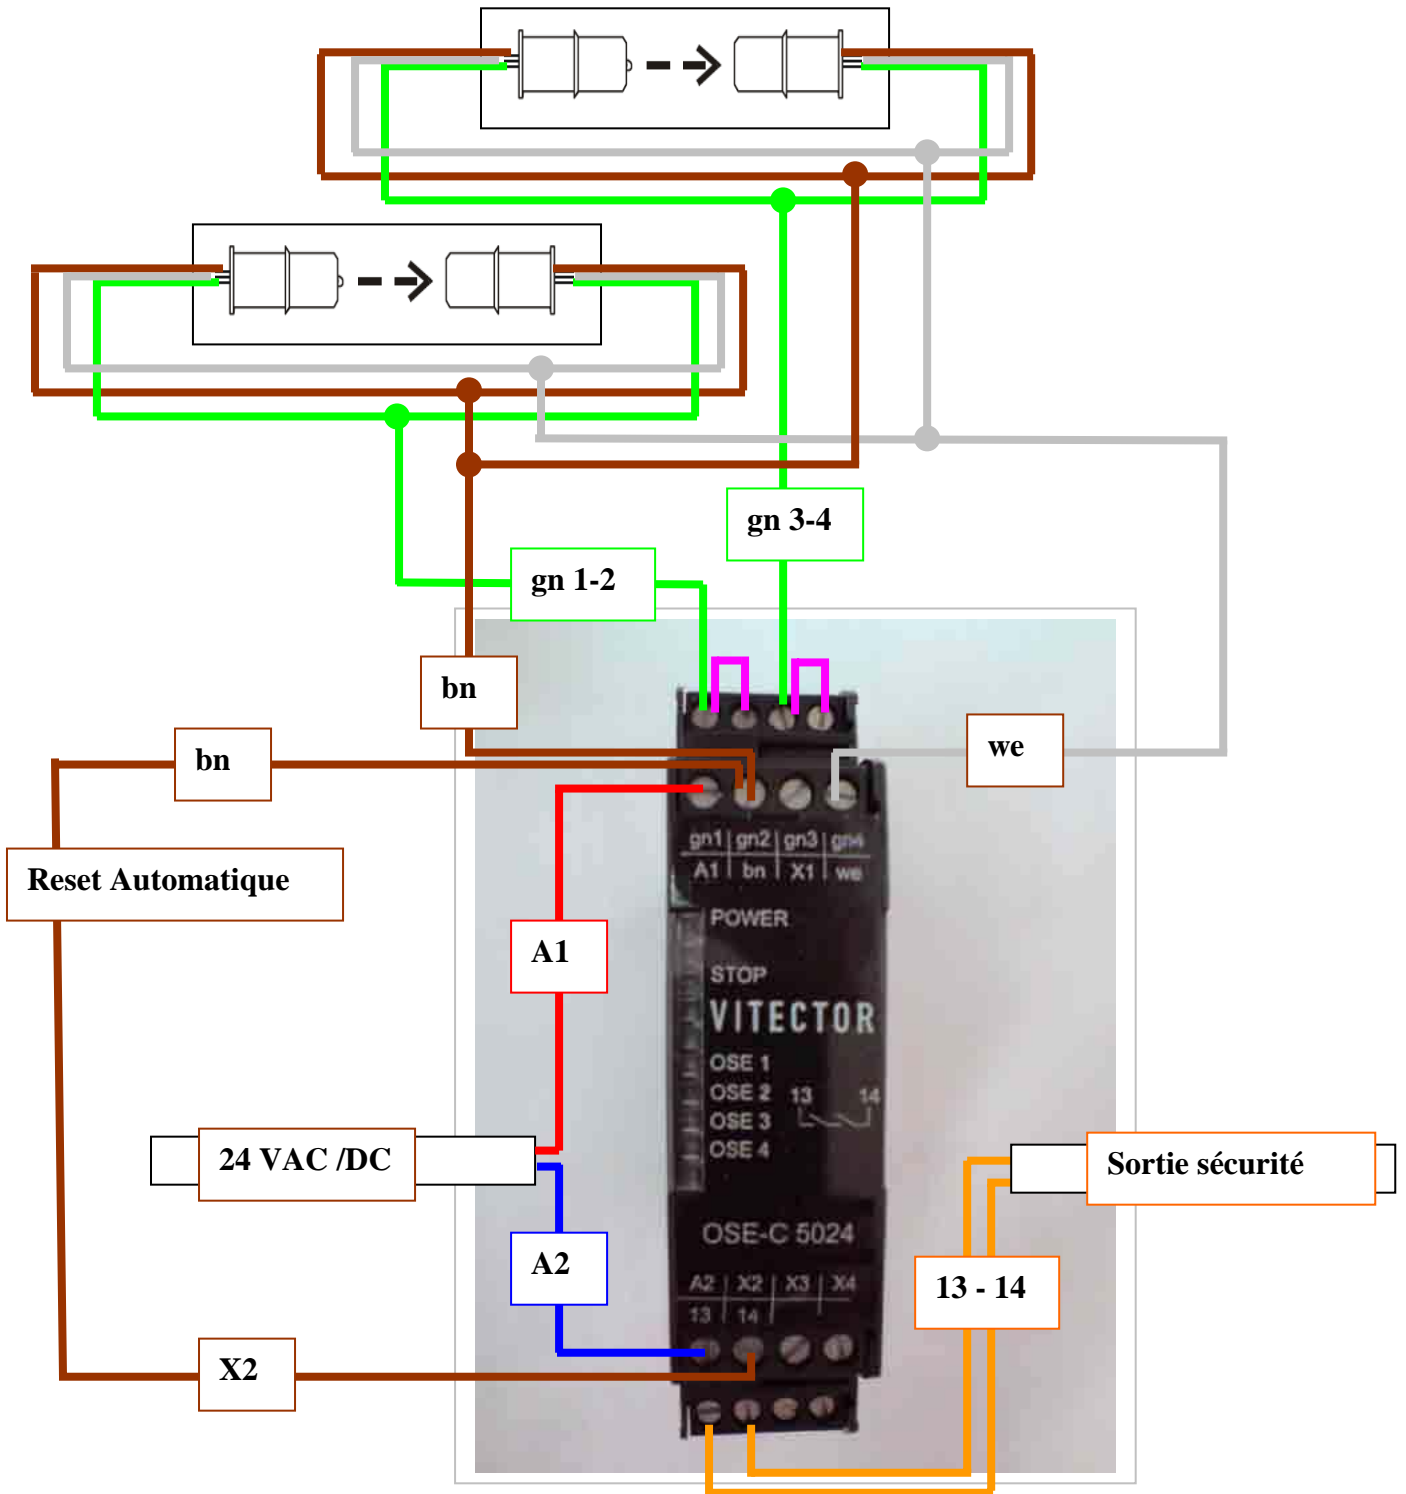 gn 3-4
gn 1-2
bn
bn
we
gn1 gn2 gn3 gn4
A1 bn X1 we
Reset Automatique
POWER
A1
STOP
VITECTOR
OSE 1
OSE 2 13 14
OSE 3
OSE 4
24 VAC /DC
Sortie sécurité
OSE-C 5024
A2
13 - 14
A2 X2 X3 X4
13 14
X2